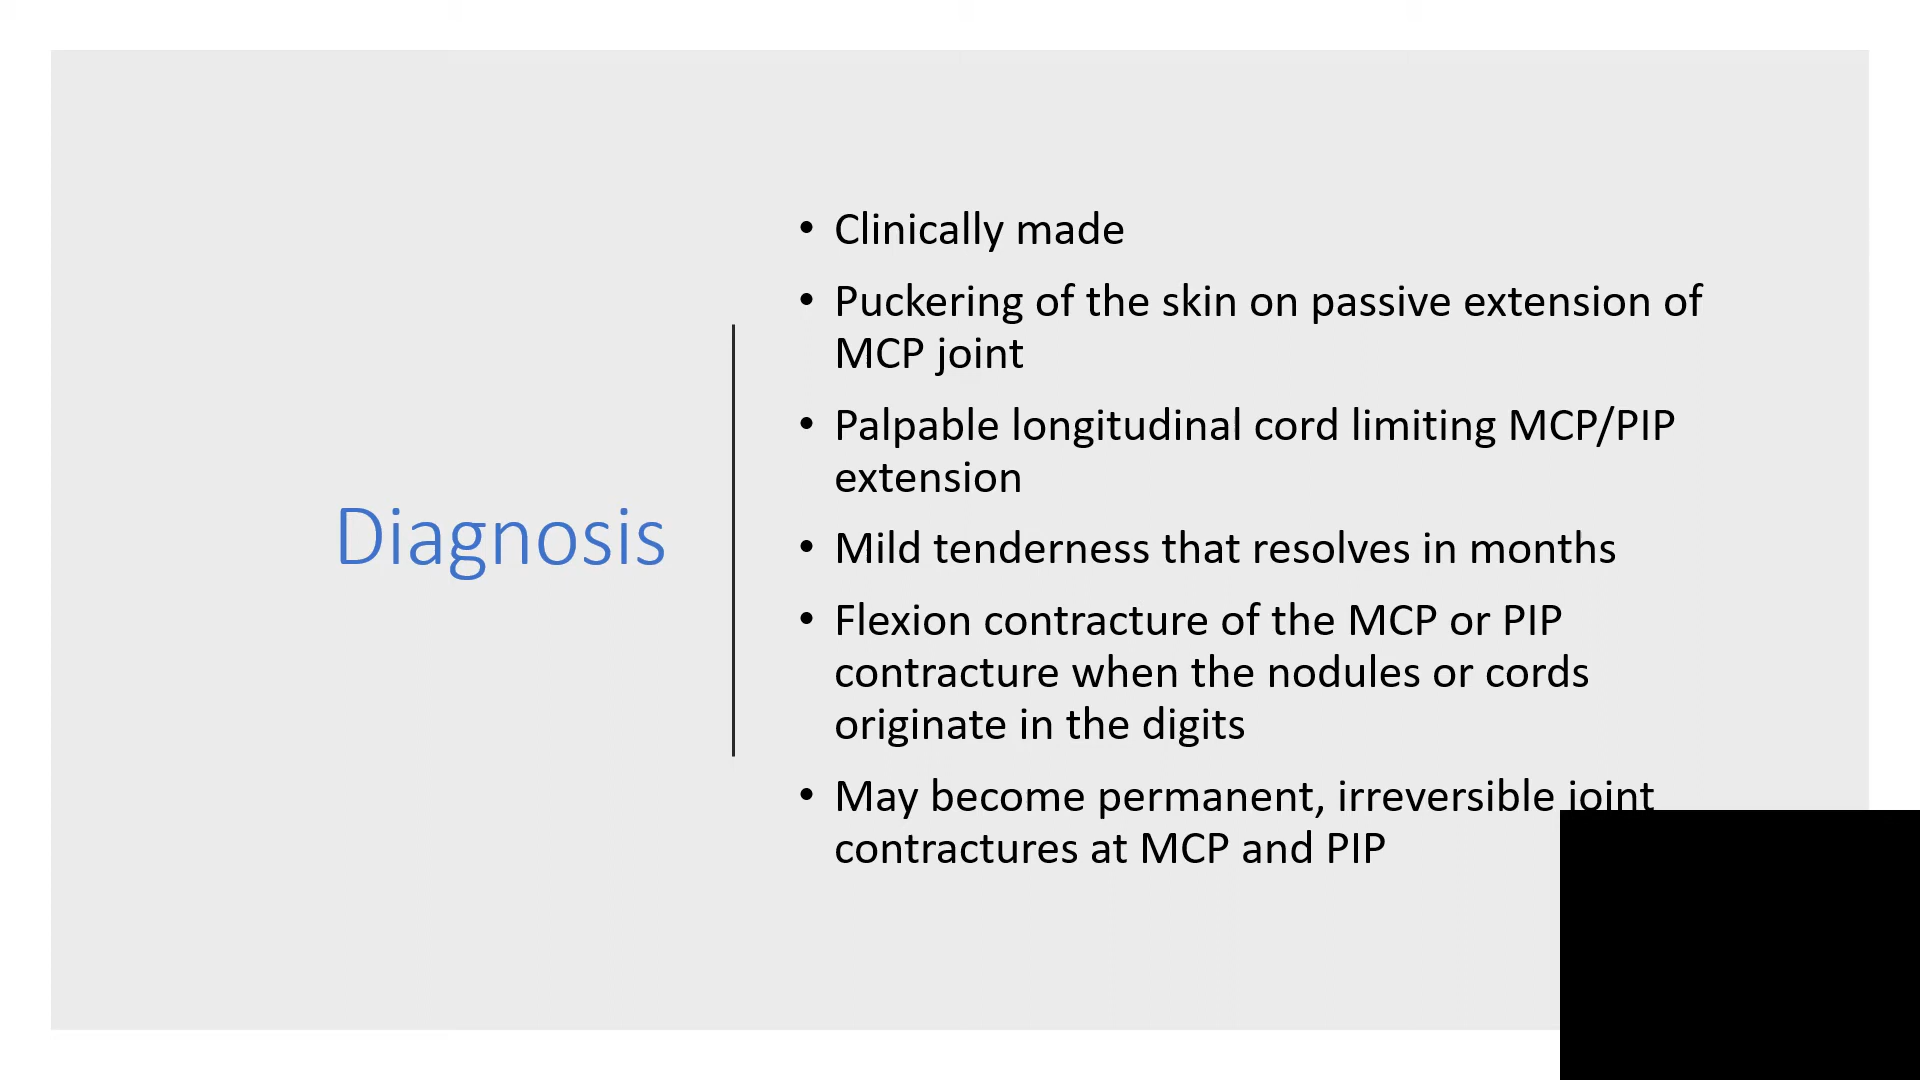 Diagnosis
• Clinically made
• Puckering of the skin on passive extension of
MCP joint
• Palpable longitudinal cord limiting MCP/PIP
extension
• Mild tenderness that resolves in months
• Flexion contracture of the MCP or PIP
contracture when the nodules or cords
originate in the digits
• May become permanent, irreversible joint
contractures at MCP and PIP